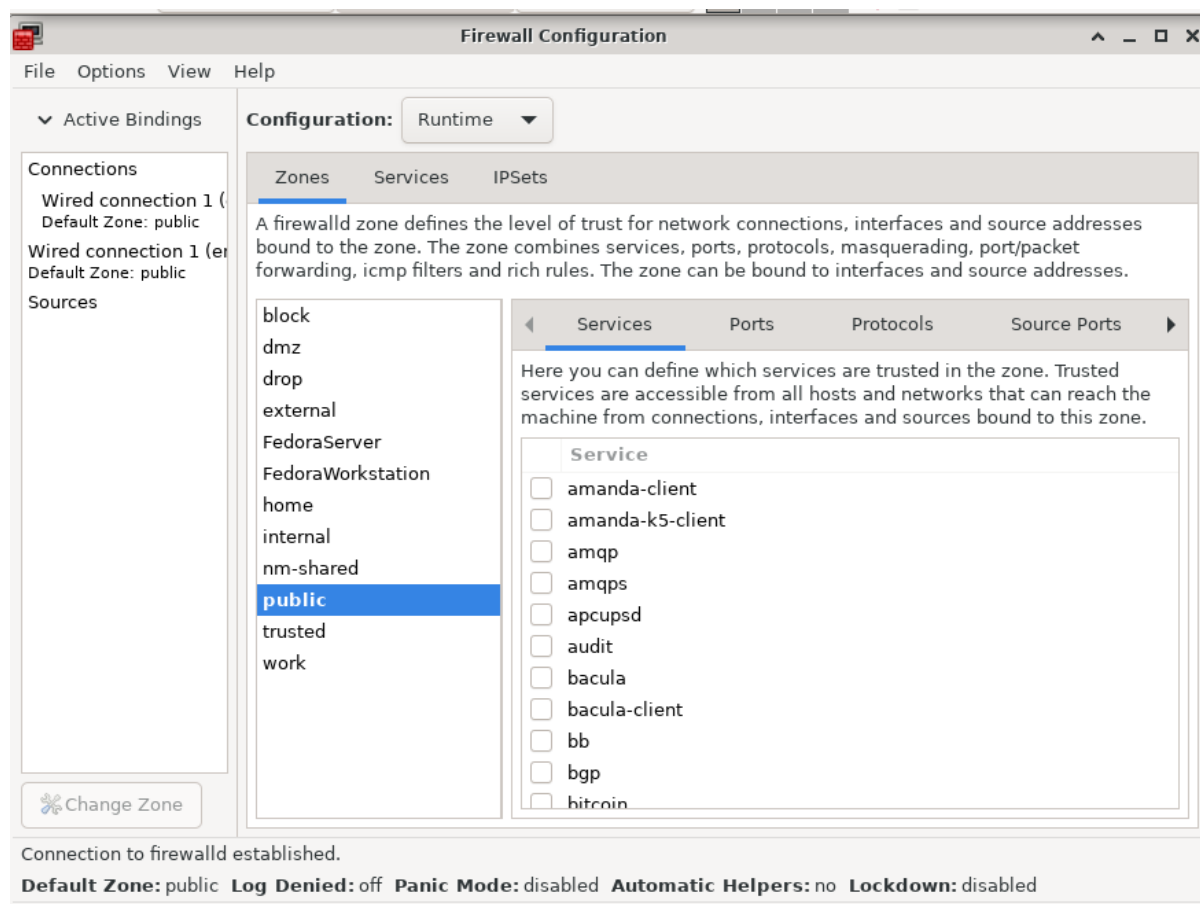 Firewall Configuration
File Options View Help
Active Bindings
Configuration: Runtime
Connections
Wired connection 1 (
Default Zone: public
Wired connection 1 (er
Default Zone: public
Sources
Change Zone
Zones Services IPSets
A firewalld zone defines the level of trust for network connections, interfaces and source addresses
bound to the zone. The zone combines services, ports, protocols, masquerading, port/packet
forwarding, icmp filters and rich rules. The zone can be bound to interfaces and source addresses.
block
dmz
drop
external
FedoraServer
FedoraWorkstation
home
internal
nm-shared
public
trusted
work
Services Ports Protocols Source Ports
Here you can define which services are trusted in the zone. Trusted
services are accessible from all hosts and networks that can reach the
machine from connections, interfaces and sources bound to this zone.
Service
amanda-client
amanda-k5-client
amqp
amqps
apcupsd
audit
bacula
bacula-client
bb
bgp
bitcoin
Connection to firewalld established.
Default Zone: public Log Denied: off Panic Mode: disabled Automatic Helpers: no Lockdown: disabled